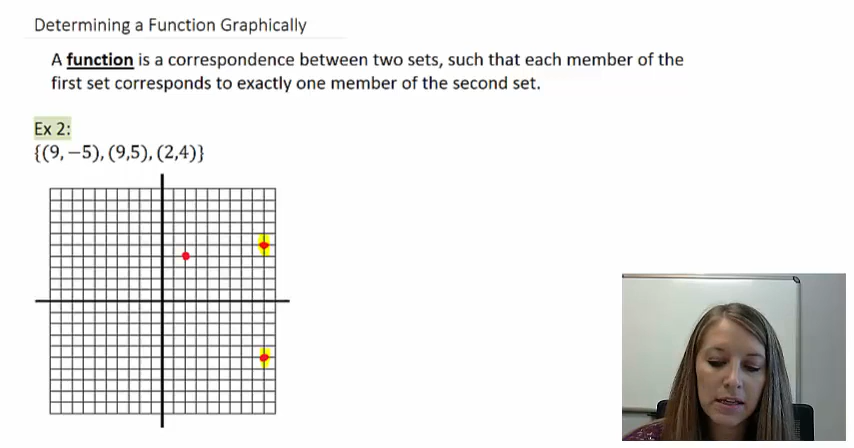 Determining a Function Graphically
A function is a correspondence between two sets, such that each member of the
first set corresponds to exactly one member of the second set.
Ex 2:
{(9, −5), (9,5), (2,4)}